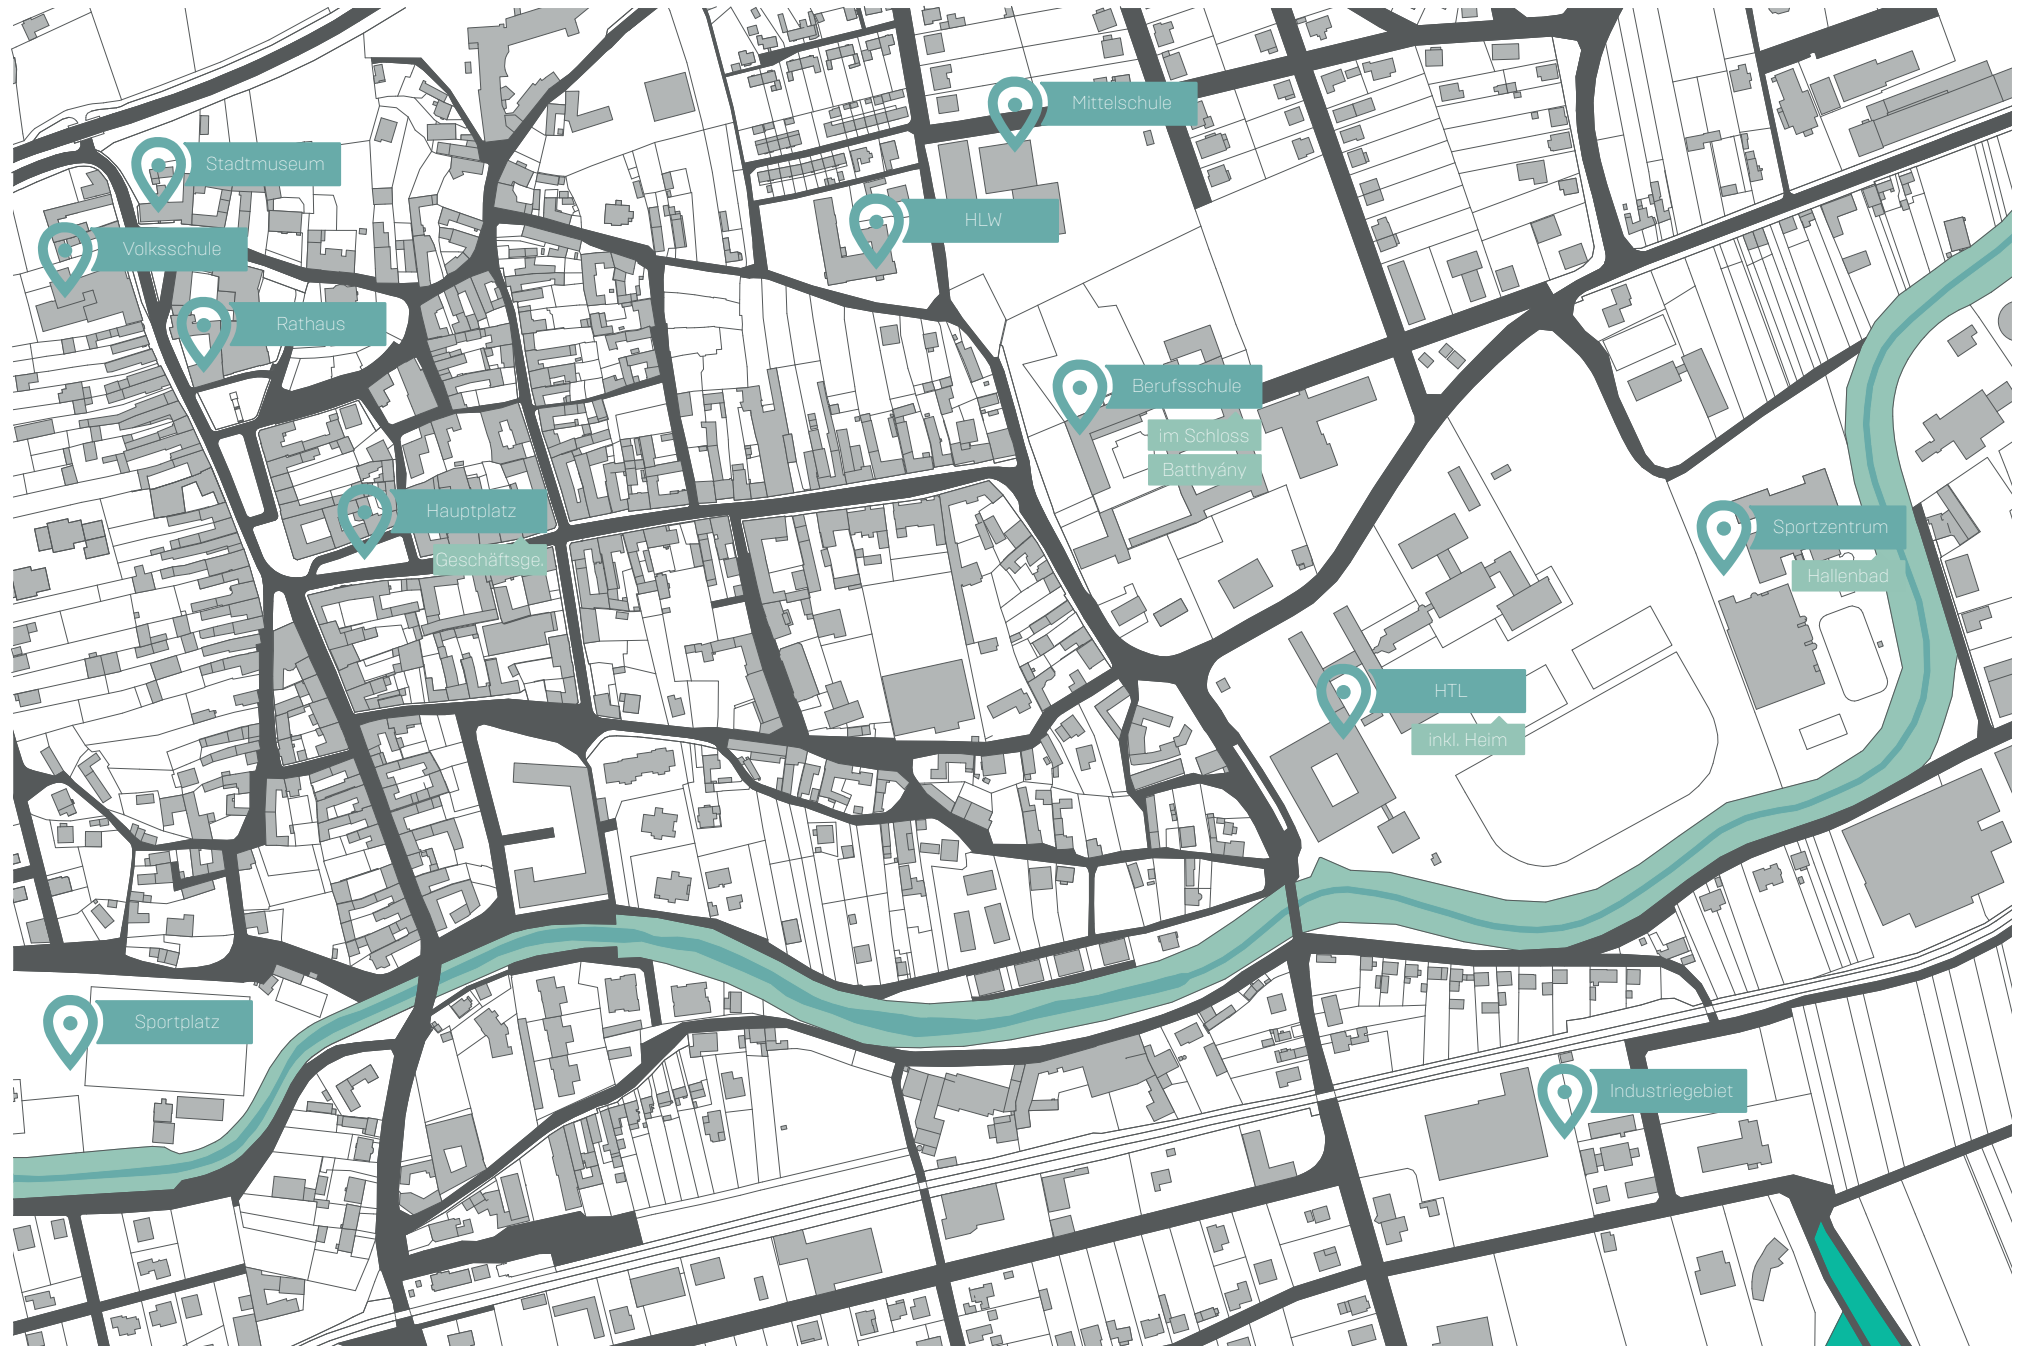 Mittelschule
Stadtmuseum
HLW
Volksschule
Rathaus
Berufsschule
im Schloss
Batthyány
Hauptplatz
Geschäftsge.
Sportzentrum
Hallenbad
HTL
inkl. Heim
Sportplatz
Industriegebiet